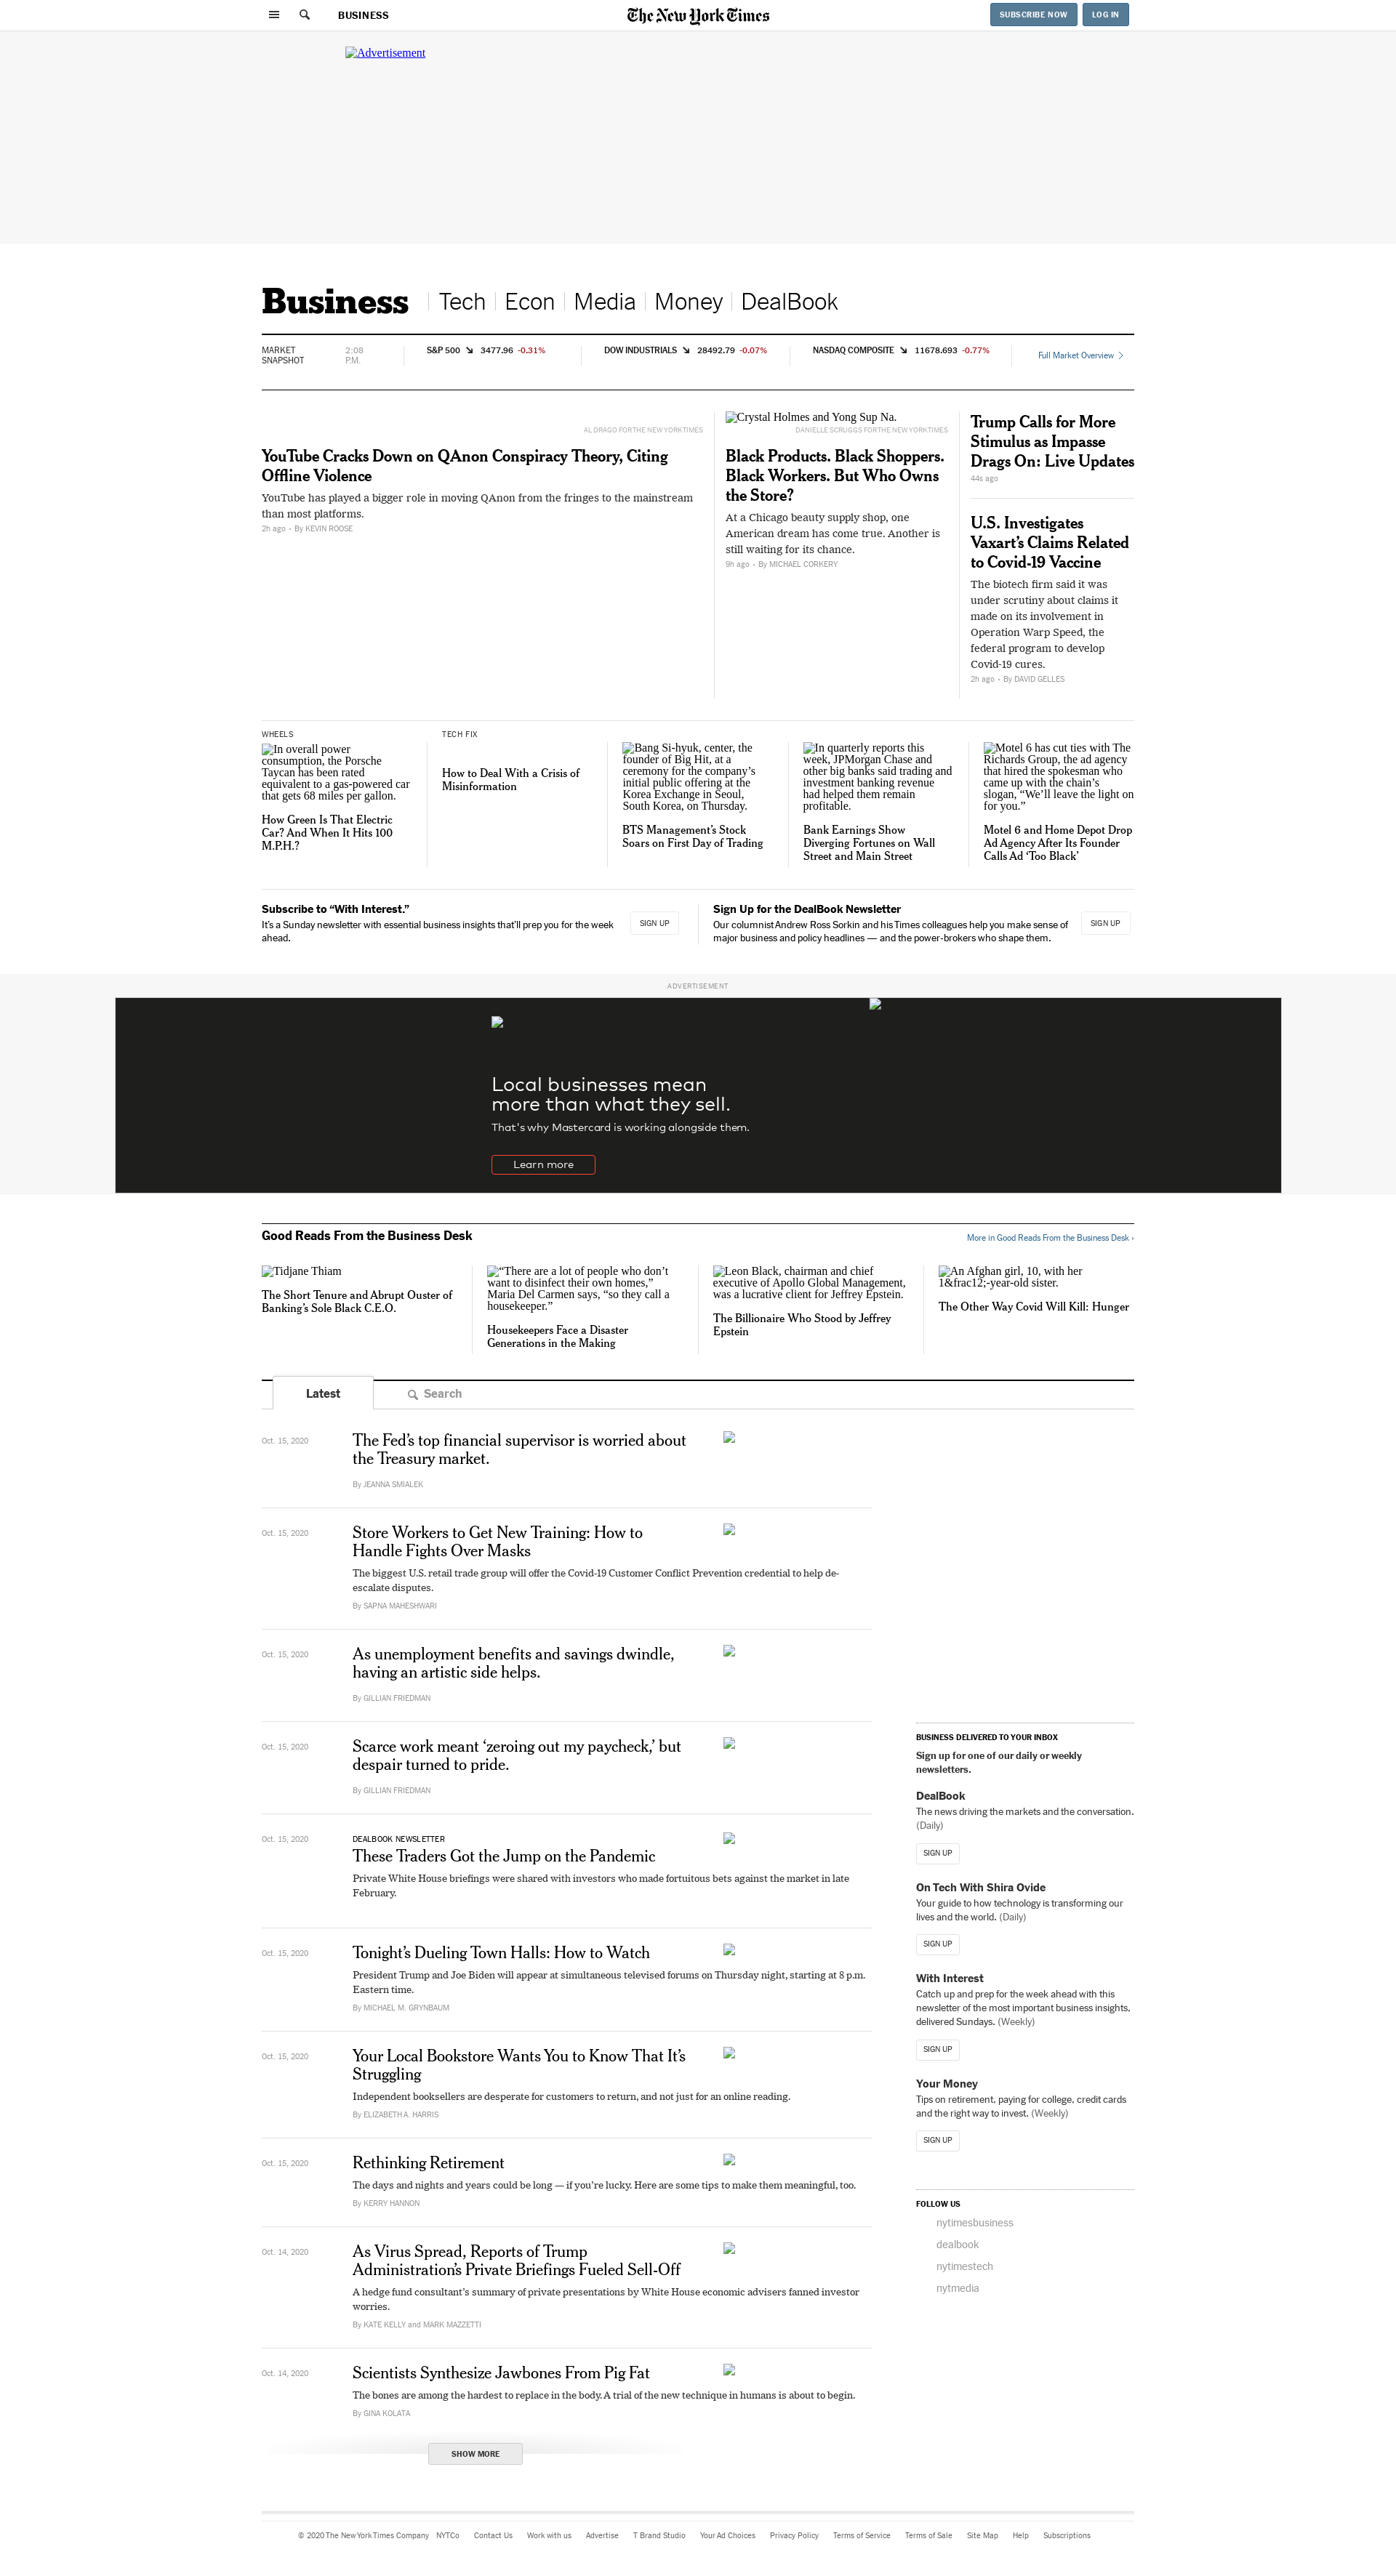 BUSINESS
The New York Times
SUBSCRIBE NOW
LOG IN
Advertisement
Business
Tech
Econ
Media
Money
DealBook
MARKET
SNAPSHOT
2:08
P.M.
S&P 500 3477.96 -0.31%
DOW INDUSTRIALS 28492.79 -0.07%
NASDAQ COMPOSITE 11678.693 -0.77%
Full Market Overview
AL DRAGO FOR THE NEW YORK TIMES
YouTube Cracks Down on QAnon Conspiracy Theory, Citing
Offline Violence
YouTube has played a bigger role in moving QAnon from the fringes to the mainstream
than most platforms.
2h ago • By KEVIN ROOSE
Crystal Holmes and Yong Sup Na.
DANIELLE SCRUGGS FOR THE NEW YORK TIMES
Black Products. Black Shoppers.
Black Workers. But Who Owns
the Store?
At a Chicago beauty supply shop, one
American dream has come true. Another is
still waiting for its chance.
9h ago • By MICHAEL CORKERY
Trump Calls for More
Stimulus as Impasse
Drags On: Live Updates
44s ago
U.S. Investigates
Vaxart’s Claims Related
to Covid-19 Vaccine
The biotech firm said it was
under scrutiny about claims it
made on its involvement in
Operation Warp Speed, the
federal program to develop
Covid-19 cures.
2h ago • By DAVID GELLES
WHEELS
In overall power
consumption, the Porsche
Taycan has been rated
equivalent to a gas-powered car
that gets 68 miles per gallon.
How Green Is That Electric
Car? And When It Hits 100
M.P.H.?
TECH FIX
How to Deal With a Crisis of
Misinformation
Bang Si-hyuk, center, the
founder of Big Hit, at a
ceremony for the company’s
initial public offering at the
Korea Exchange in Seoul,
South Korea, on Thursday.
BTS Management’s Stock
Soars on First Day of Trading
In quarterly reports this
week, JPMorgan Chase and
other big banks said trading and
investment banking revenue
had helped them remain
profitable.
Bank Earnings Show
Diverging Fortunes on Wall
Street and Main Street
Motel 6 has cut ties with The
Richards Group, the ad agency
that hired the spokesman who
came up with the chain’s
slogan, “We’ll leave the light on
for you.”
Motel 6 and Home Depot Drop
Ad Agency After Its Founder
Calls Ad ‘Too Black’
Subscribe to “With Interest.”
It’s a Sunday newsletter with essential business insights that’ll prep you for the week
ahead.
SIGN UP
Sign Up for the DealBook Newsletter
Our columnist Andrew Ross Sorkin and his Times colleagues help you make sense of
major business and policy headlines — and the power-brokers who shape them.
SIGN UP
ADVERTISEMENT
Local businesses mean
more than what they sell.
That's why Mastercard is working alongside them.
Learn more
Good Reads From the Business Desk
More in Good Reads From the Business Desk ›
Tidjane Thiam
The Short Tenure and Abrupt Ouster of
Banking’s Sole Black C.E.O.
“There are a lot of people who don’t
want to disinfect their own homes,”
Maria Del Carmen says, “so they call a
housekeeper.”
Housekeepers Face a Disaster
Generations in the Making
Leon Black, chairman and chief
executive of Apollo Global Management,
was a lucrative client for Jeffrey Epstein.
The Billionaire Who Stood by Jeffrey
Epstein
An Afghan girl, 10, with her
1&frac12;-year-old sister.
The Other Way Covid Will Kill: Hunger
Latest
Search
Oct. 15, 2020
The Fed’s top financial supervisor is worried about
the Treasury market.
By JEANNA SMIALEK
Oct. 15, 2020
Store Workers to Get New Training: How to
Handle Fights Over Masks
The biggest U.S. retail trade group will offer the Covid-19 Customer Conflict Prevention credential to help de-
escalate disputes.
By SAPNA MAHESHWARI
Oct. 15, 2020
As unemployment benefits and savings dwindle,
having an artistic side helps.
By GILLIAN FRIEDMAN
Oct. 15, 2020
Scarce work meant ‘zeroing out my paycheck,’ but
despair turned to pride.
By GILLIAN FRIEDMAN
Oct. 15, 2020
DEALBOOK NEWSLETTER
These Traders Got the Jump on the Pandemic
Private White House briefings were shared with investors who made fortuitous bets against the market in late
February.
Oct. 15, 2020
Tonight’s Dueling Town Halls: How to Watch
President Trump and Joe Biden will appear at simultaneous televised forums on Thursday night, starting at 8 p.m.
Eastern time.
By MICHAEL M. GRYNBAUM
Oct. 15, 2020
Your Local Bookstore Wants You to Know That It’s
Struggling
Independent booksellers are desperate for customers to return, and not just for an online reading.
By ELIZABETH A. HARRIS
Oct. 15, 2020
Rethinking Retirement
The days and nights and years could be long — if you’re lucky. Here are some tips to make them meaningful, too.
By KERRY HANNON
Oct. 14, 2020
As Virus Spread, Reports of Trump
Administration’s Private Briefings Fueled Sell-Off
A hedge fund consultant’s summary of private presentations by White House economic advisers fanned investor
worries.
By KATE KELLY and MARK MAZZETTI
Oct. 14, 2020
Scientists Synthesize Jawbones From Pig Fat
The bones are among the hardest to replace in the body. A trial of the new technique in humans is about to begin.
By GINA KOLATA
SHOW MORE
BUSINESS DELIVERED TO YOUR INBOX
Sign up for one of our daily or weekly
newsletters.
DealBook
The news driving the markets and the conversation.
(Daily)
SIGN UP
On Tech With Shira Ovide
Your guide to how technology is transforming our
lives and the world. (Daily)
SIGN UP
With Interest
Catch up and prep for the week ahead with this
newsletter of the most important business insights,
delivered Sundays. (Weekly)
SIGN UP
Your Money
Tips on retirement, paying for college, credit cards
and the right way to invest. (Weekly)
SIGN UP
FOLLOW US
nytimesbusiness
dealbook
nytimestech
nytmedia
© 2020 The New York Times Company NYTCo Contact Us Work with us Advertise T Brand Studio Your Ad Choices Privacy Policy Terms of Service Terms of Sale Site Map Help Subscriptions